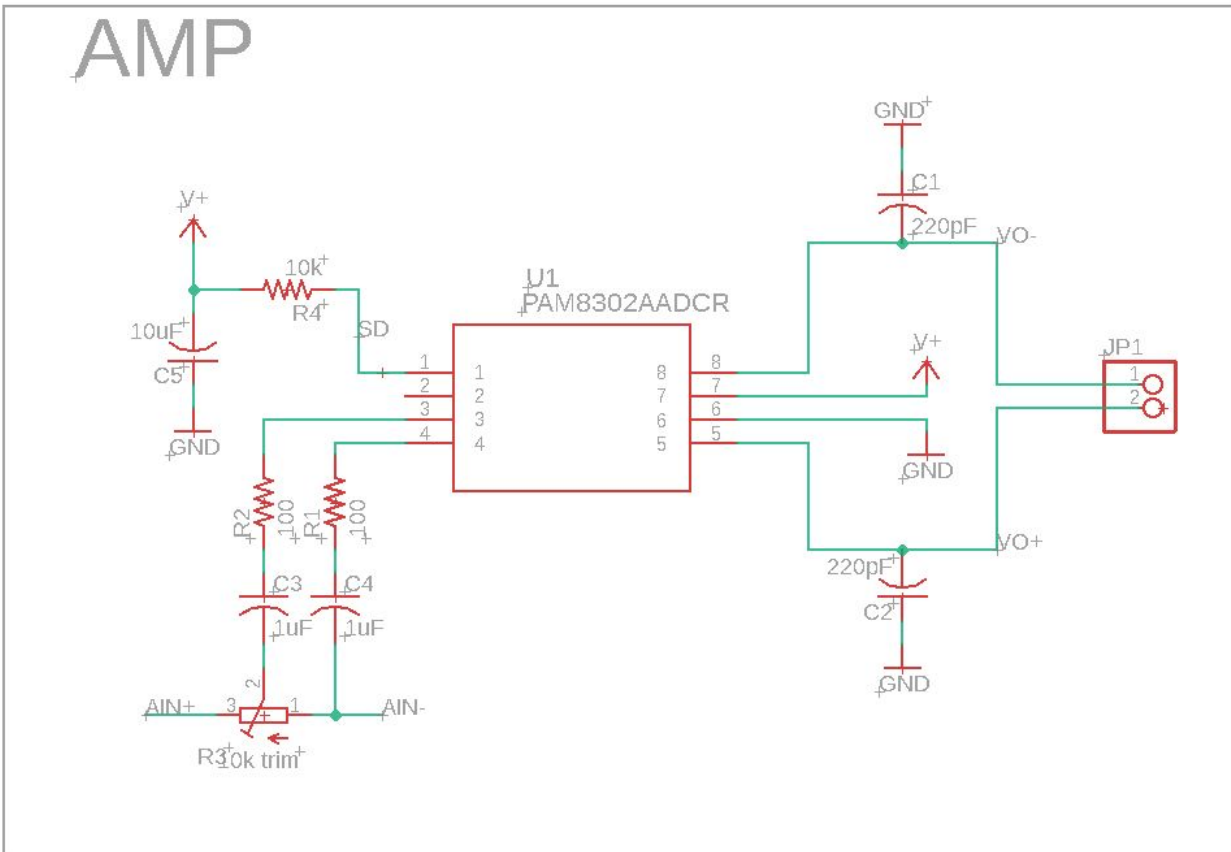 AMP
GND
C1
220pF
VO-
V+
10k
R4
SD
10uF
C5
GND
U1
PAM8302AADCR
1
2
3
4
1
2
3
4
8
7
6
5
8
7
6
5
V+
GND
JP1
1
2
R2
100
R1
100
C3
1uF
C4
1uF
VO+
220pF
C2
GND
AIN+
3
2
1
AIN-
R3
10k trim